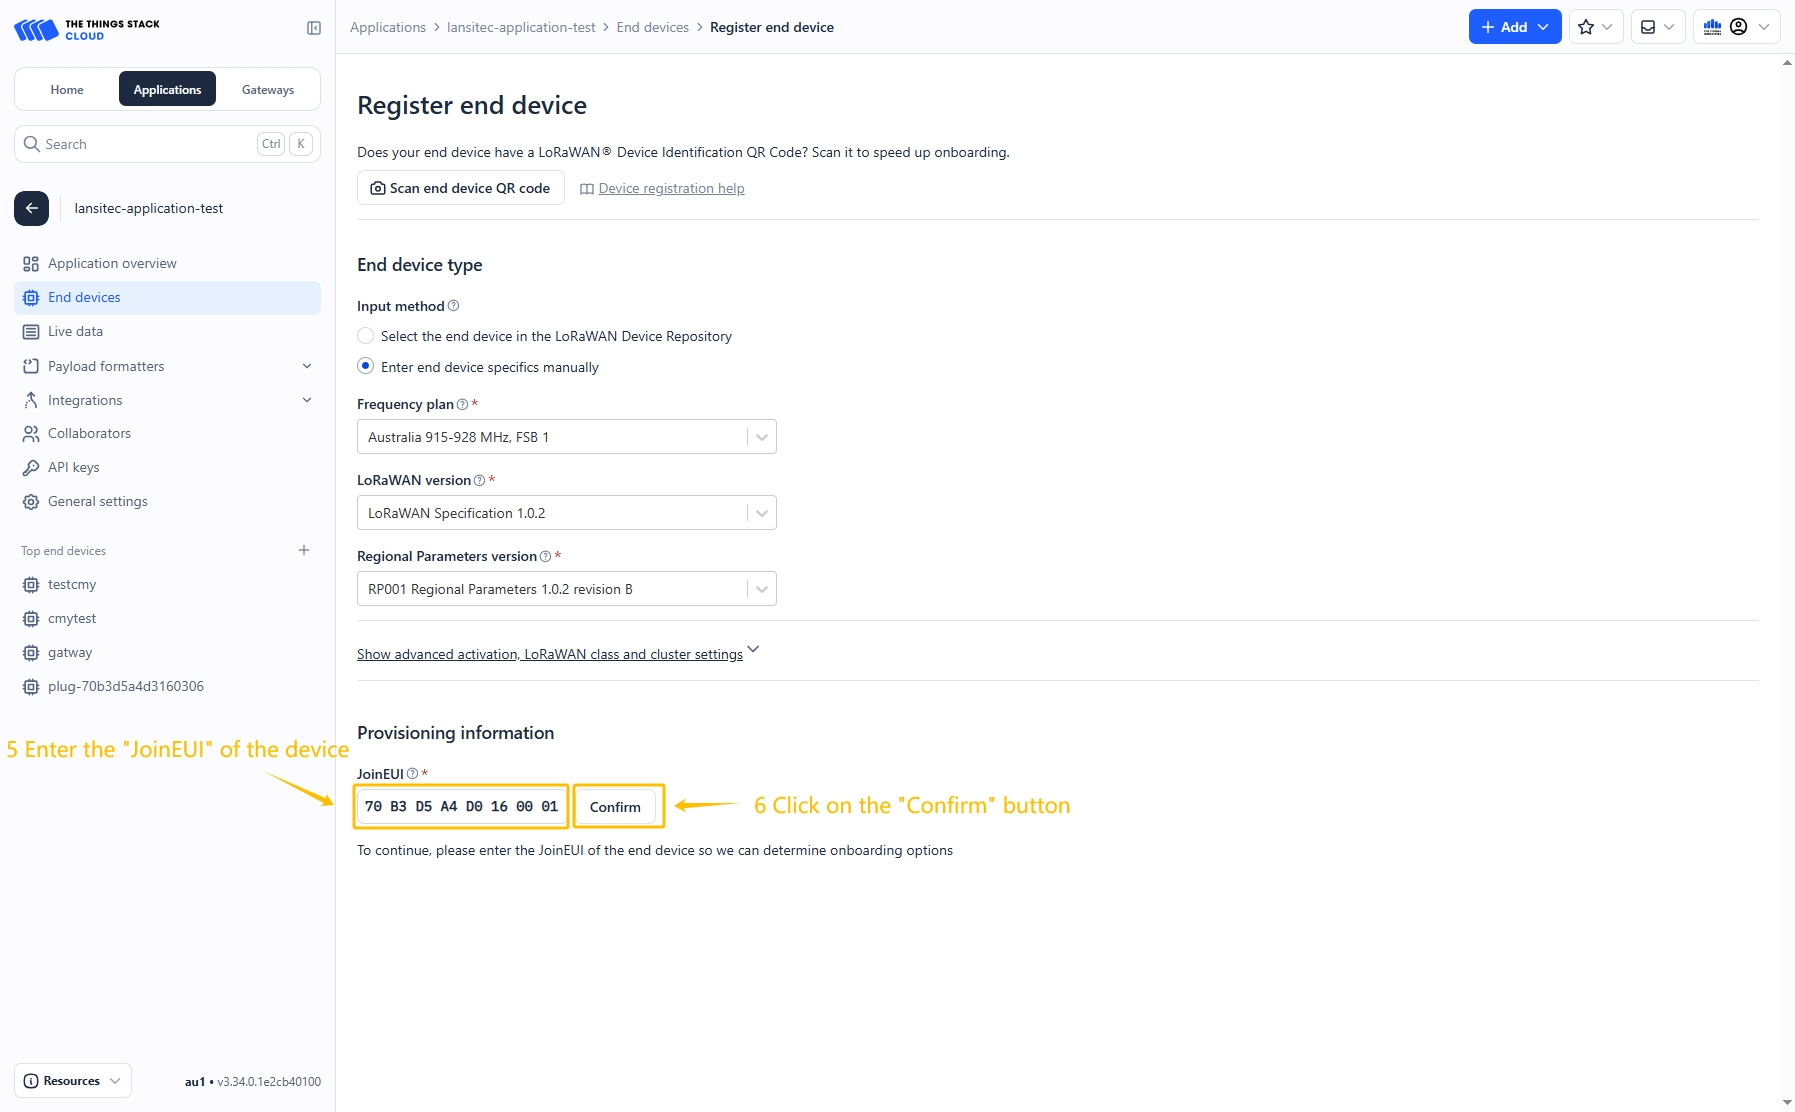 THE THINGS STACK
CLOUD
Applications > lansitec-application-test > End devices > Register end device
+ Add
Home
Applications
Gateways
Search
Ctrl
K
lansitec-application-test
Application overview
End devices
Live data
Payload formatters
Integrations
Collaborators
API keys
General settings
Top end devices
testcmy
cmytest
gatway
plug-70b3d5a4d3160306
Register end device
Does your end device have a LoRaWAN® Device Identification QR Code? Scan it to speed up onboarding.
Scan end device QR code
Device registration help
End device type
Input method
Select the end device in the LoRaWAN Device Repository
Enter end device specifics manually
Frequency plan *
Australia 915-928 MHz, FSB 1
LoRaWAN version *
LoRaWAN Specification 1.0.2
Regional Parameters version *
RP001 Regional Parameters 1.0.2 revision B
Show advanced activation, LoRaWAN class and cluster settings
Provisioning information
5 Enter the "JoinEUI" of the device
JoinEUI *
70 B3 D5 A4 D0 16 00 01
Confirm
6 Click on the "Confirm" button
To continue, please enter the JoinEUI of the end device so we can determine onboarding options
Resources
au1 • v3.34.0.1e2cb40100